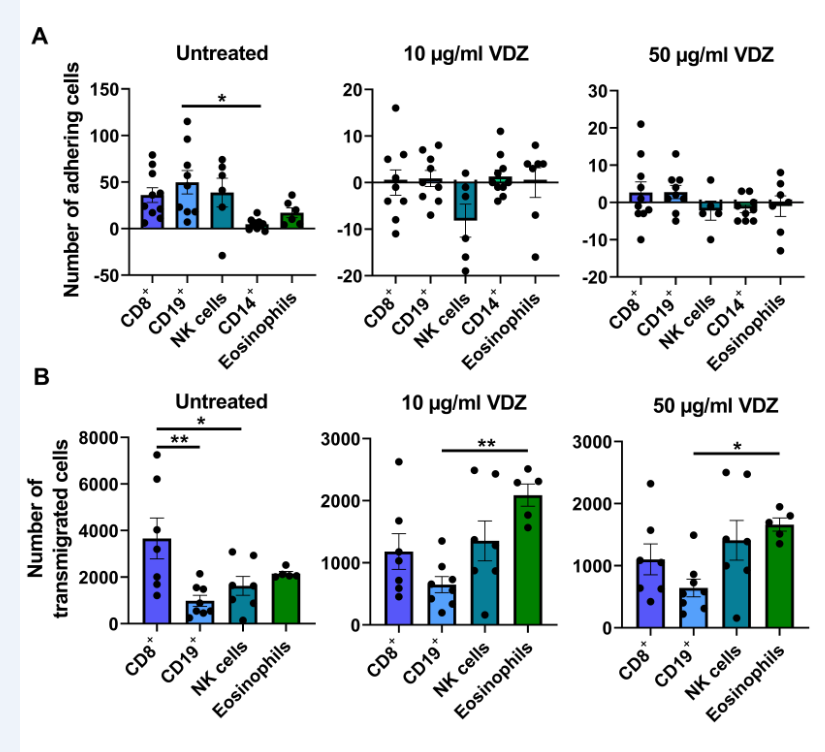 A
Untreated
10 µg/ml VDZ
50 µg/ml VDZ
Number of adhering cells
150
100
50
0
-50
*
CD8+
CD19+
NK cells
CD14+
Eosinophils
20
10
0
-10
-20
CD8+
CD19+
NK cells
CD14+
Eosinophils
30
20
10
0
-10
-20
CD8+
CD19+
NK cells
CD14+
Eosinophils
B
Untreated
10 µg/ml VDZ
50 µg/ml VDZ
Number of
transmigrated cells
8000
6000
4000
2000
0
*
**
CD8+
CD19+
NK cells
Eosinophils
3000
2000
1000
0
**
CD8+
CD19+
NK cells
Eosinophils
3000
2000
1000
0
*
CD8+
CD19+
NK cells
Eosinophils